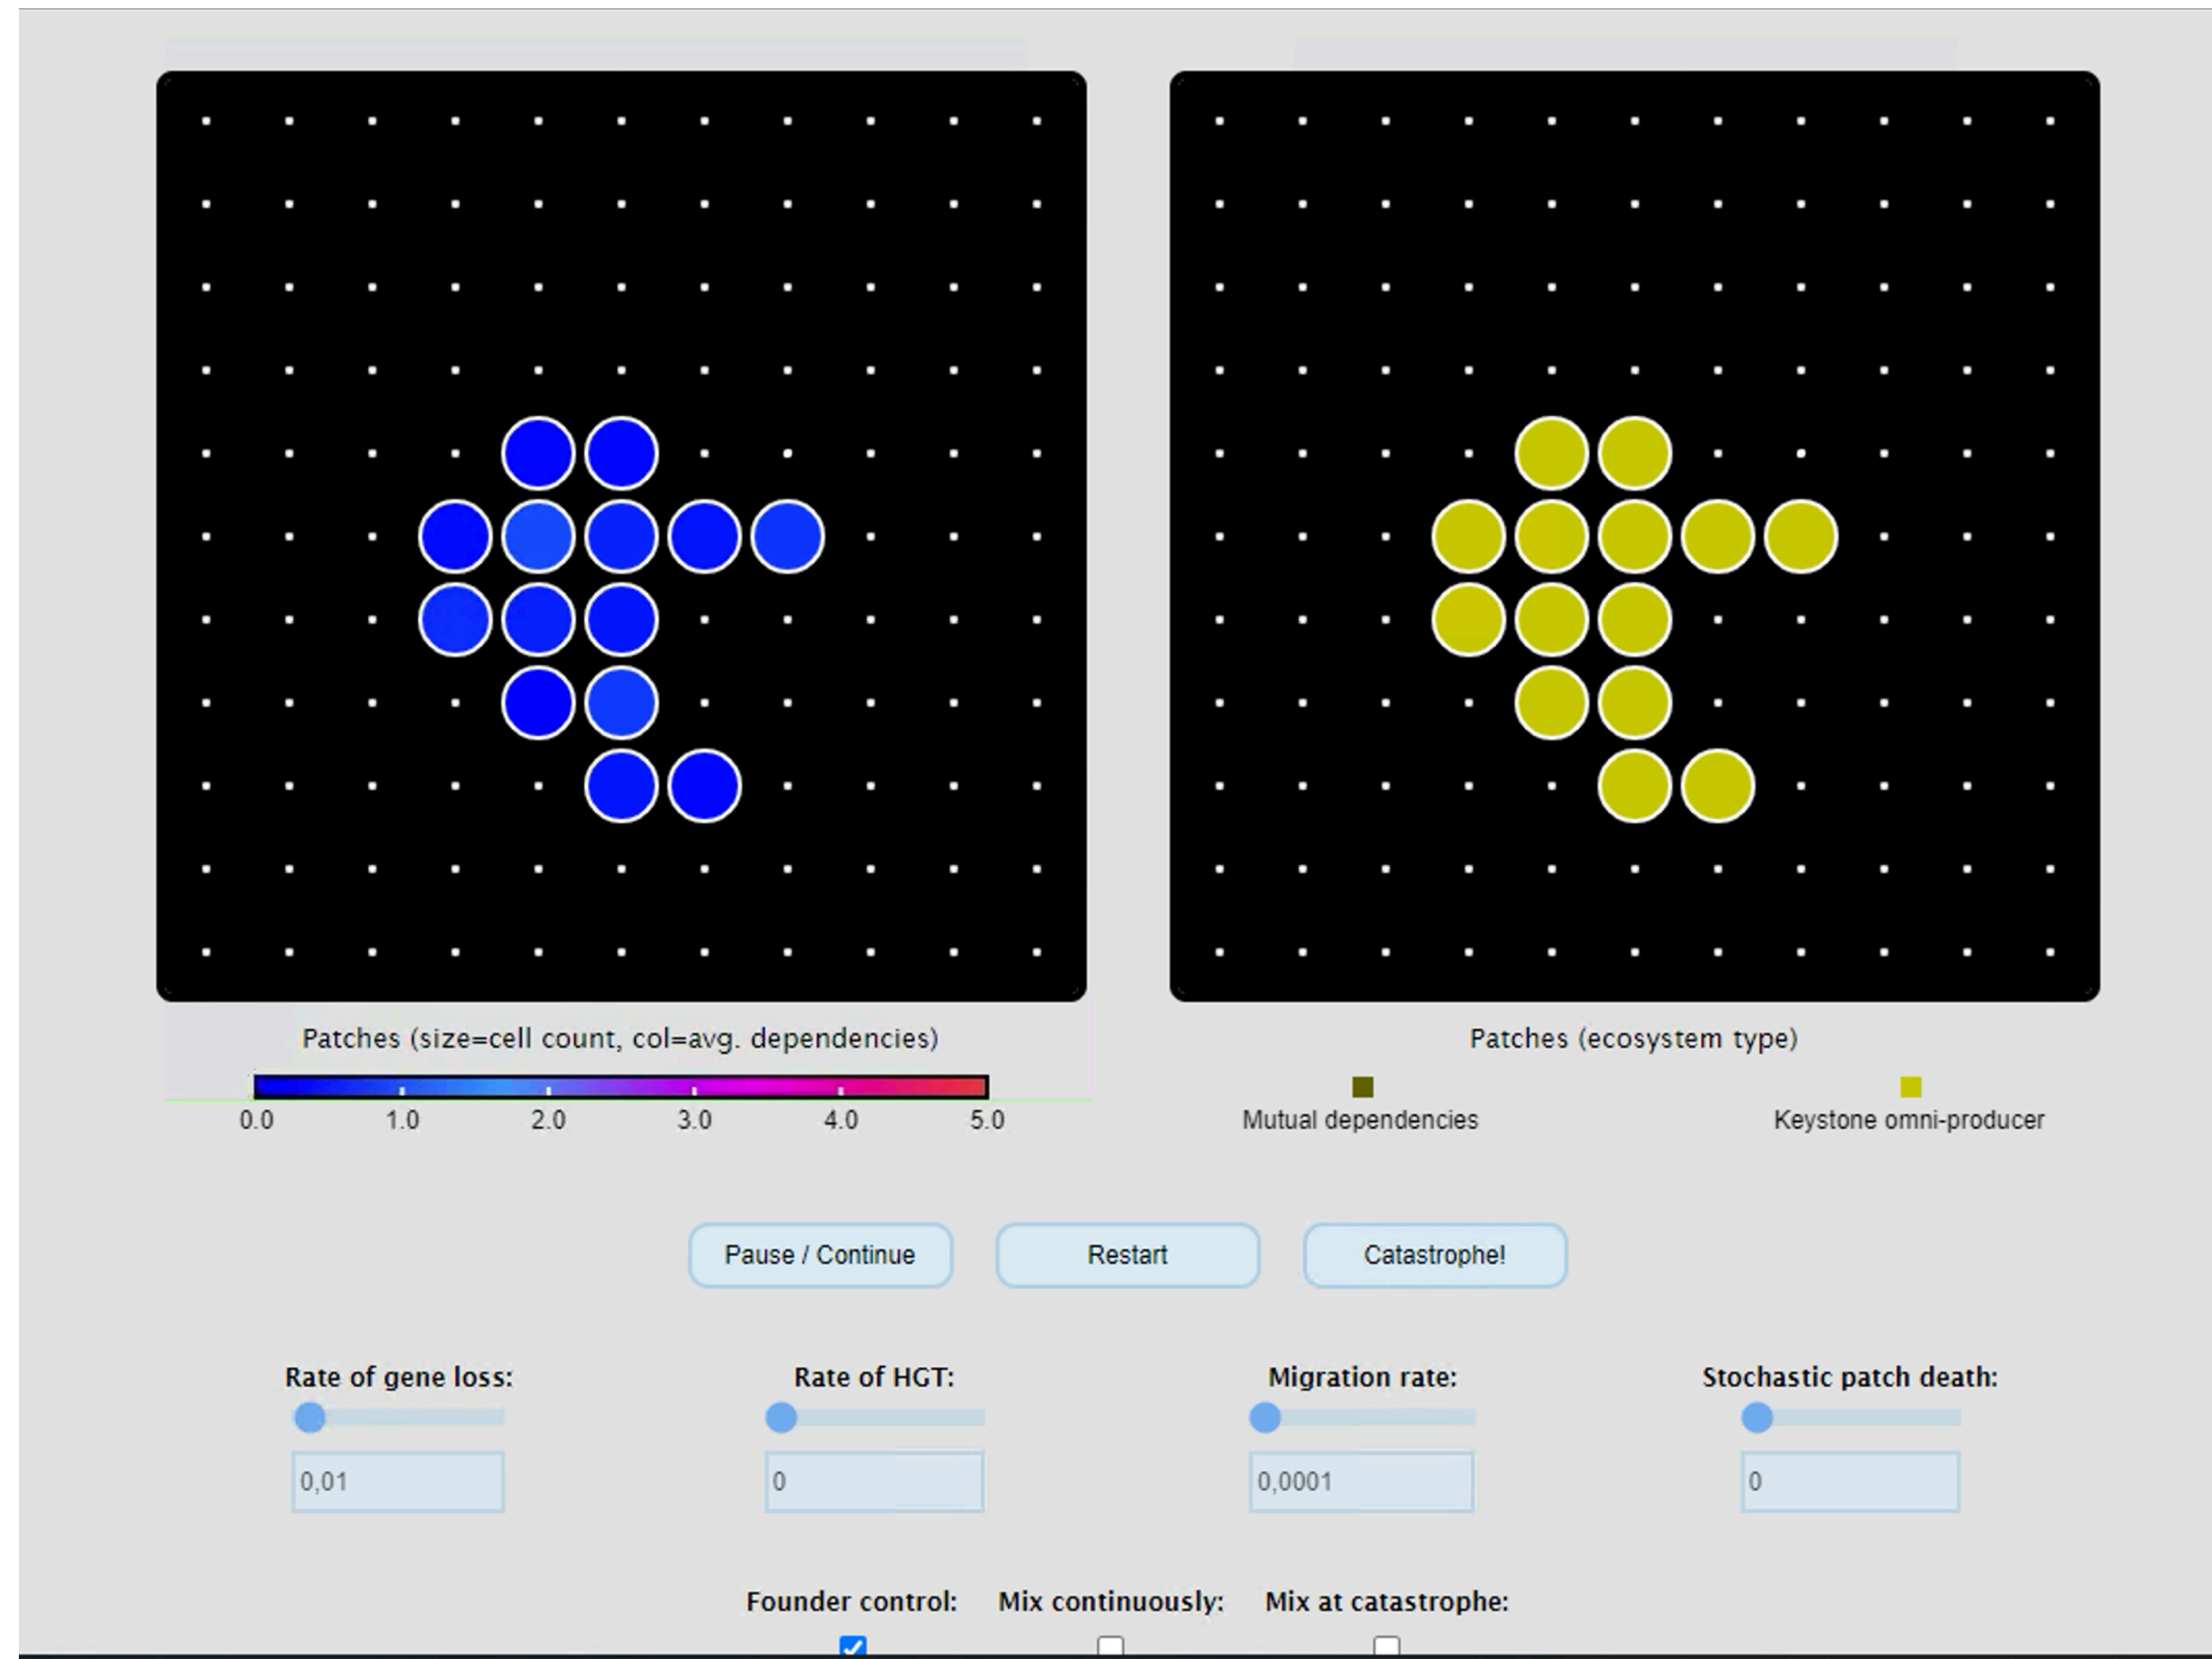 Patches (size=cell count, col=avg. dependencies)
0.0 1.0 2.0 3.0 4.0 5.0
Patches (ecosystem type)
Mutual dependencies Keystone omni-producer
Pause / Continue Restart Catastrophe!
Rate of gene loss: Rate of HGT: Migration rate: Stochastic patch death:
0,01 0 0,0001 0
Founder control: Mix continuously: Mix at catastrophe: